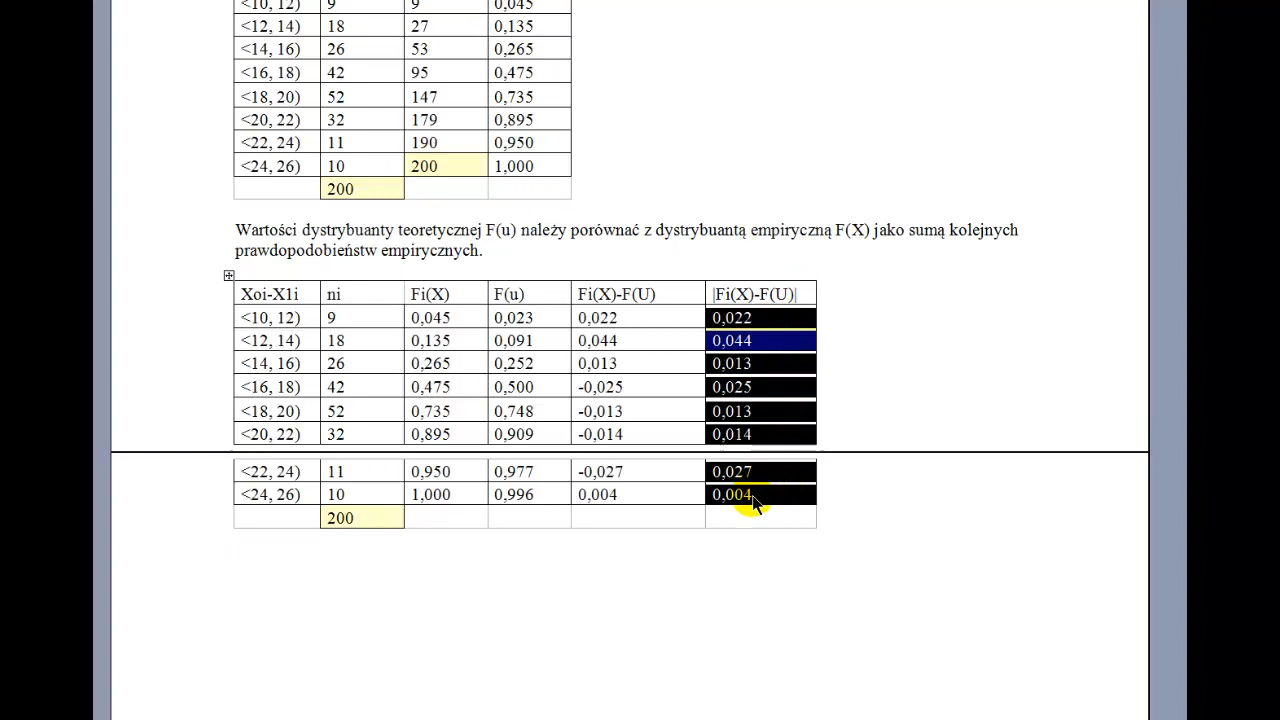 <10, 12) 9 9 0,045
<12, 14) 18 27 0,135
<14, 16) 26 53 0,265
<16, 18) 42 95 0,475
<18, 20) 52 147 0,735
<20, 22) 32 179 0,895
<22, 24) 11 190 0,950
<24, 26) 10 200 1,000
200
Wartości dystrybuanty teoretycznej F(u) należy porównać z dystrybuantą empiryczną F(X) jako sumą kolejnych
prawdopodobieństw empirycznych.
Xoi-X1i ni Fi(X) F(u) Fi(X)-F(U) |Fi(X)-F(U)|
<10, 12) 9 0,045 0,023 0,022 0,022
<12, 14) 18 0,135 0,091 0,044 0,044
<14, 16) 26 0,265 0,252 0,013 0,013
<16, 18) 42 0,475 0,500 -0,025 0,025
<18, 20) 52 0,735 0,748 -0,013 0,013
<20, 22) 32 0,895 0,909 -0,014 0,014
<22, 24) 11 0,950 0,977 -0,027 0,027
<24, 26) 10 1,000 0,996 0,004 0,004
200